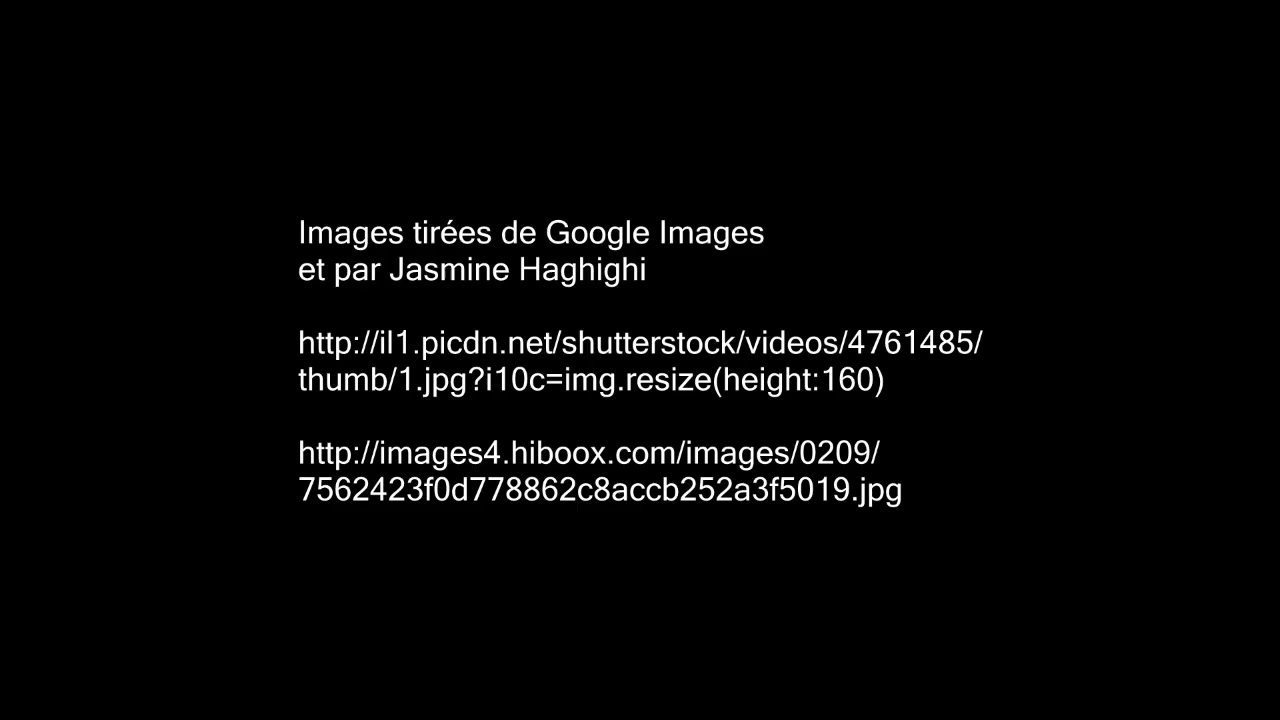 Images tirées de Google Images
et par Jasmine Haghighi
http://il1.picdn.net/shutterstock/videos/4761485/
thumb/1.jpg?i10c=img.resize(height:160)
http://images4.hiboox.com/images/0209/
7562423f0d778862c8accb252a3f5019.jpg